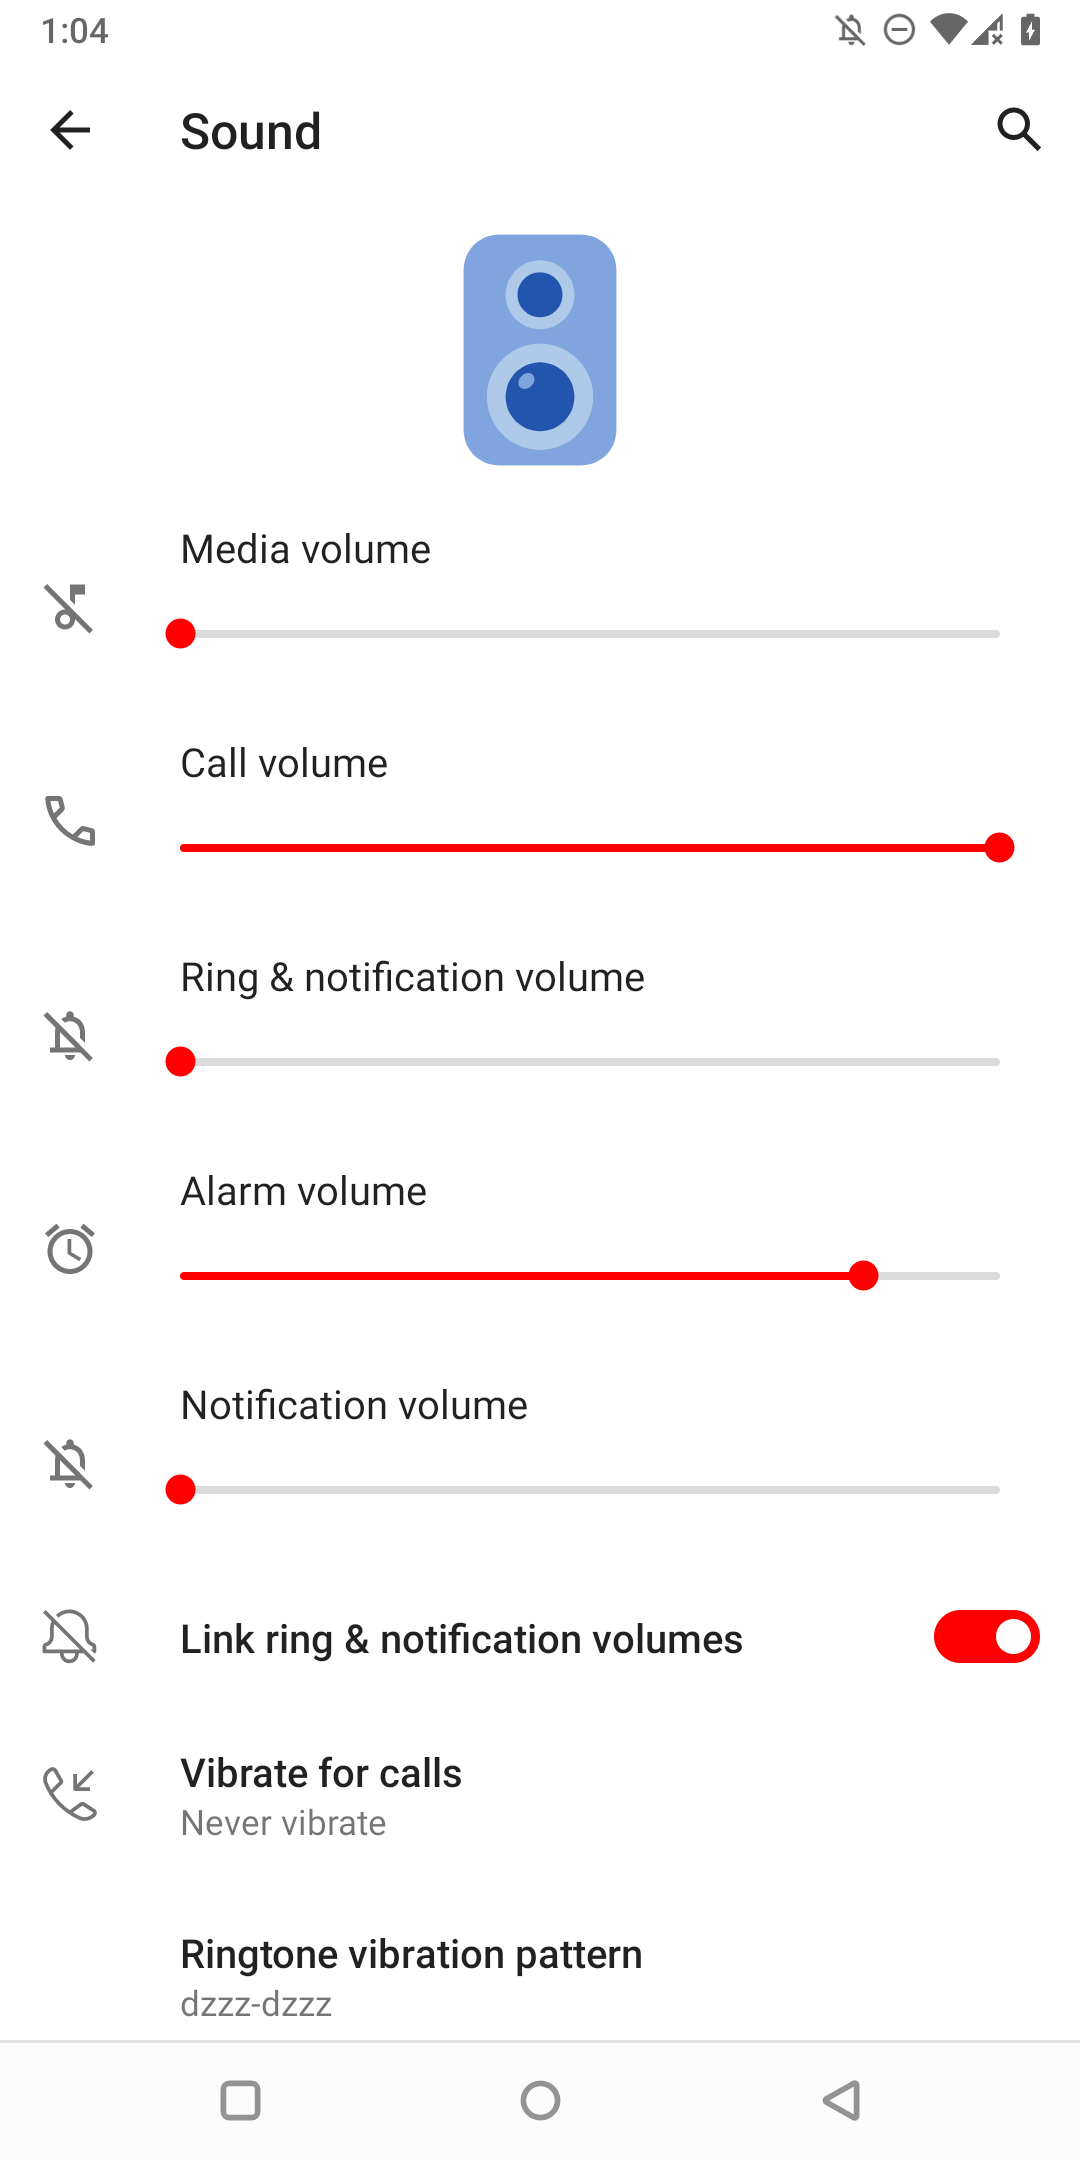 1:04
Sound
Media volume
Call volume
Ring & notification volume
Alarm volume
Notification volume
Link ring & notification volumes
Vibrate for calls
Never vibrate
Ringtone vibration pattern
dzzz-dzzz